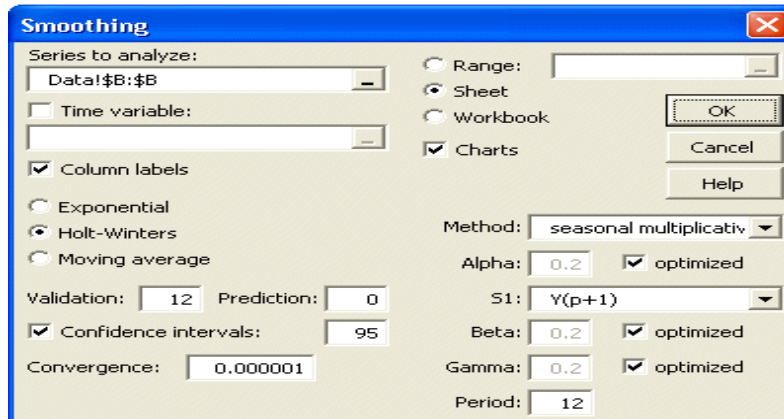 Smoothing
Series to analyze:
Data!$B:$B
Range:
Sheet
Time variable:
Workbook
OK
Charts
Cancel
Column labels
Help
Exponential
Holt-Winters
Method: seasonal multiplicativ
Moving average
Alpha: 0.2 optimized
Validation: 12 Prediction: 0
S1: Y(p+1)
Confidence intervals: 95
Beta: 0.2 optimized
Convergence: 0.000001
Gamma: 0.2 optimized
Period: 12